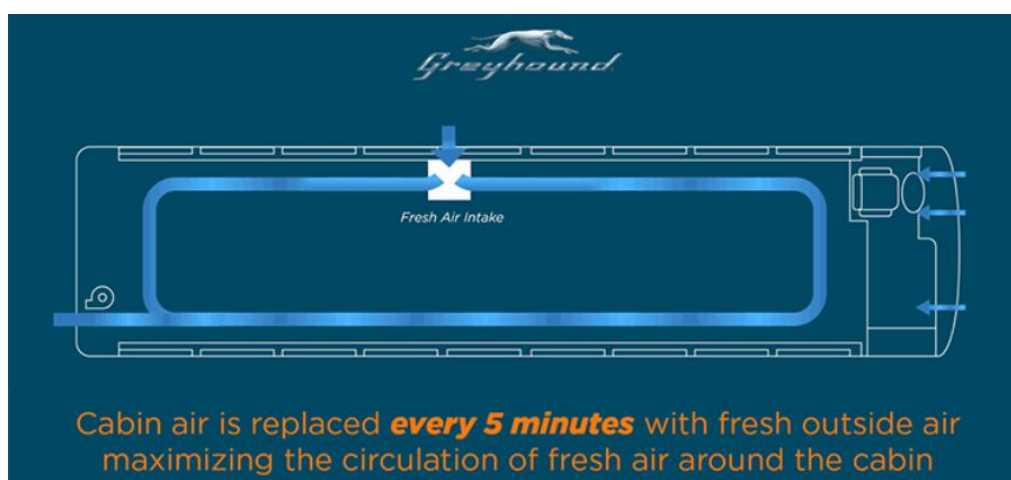 Greyhound
Fresh Air Intake
Cabin air is replaced every 5 minutes with fresh outside air
maximizing the circulation of fresh air around the cabin